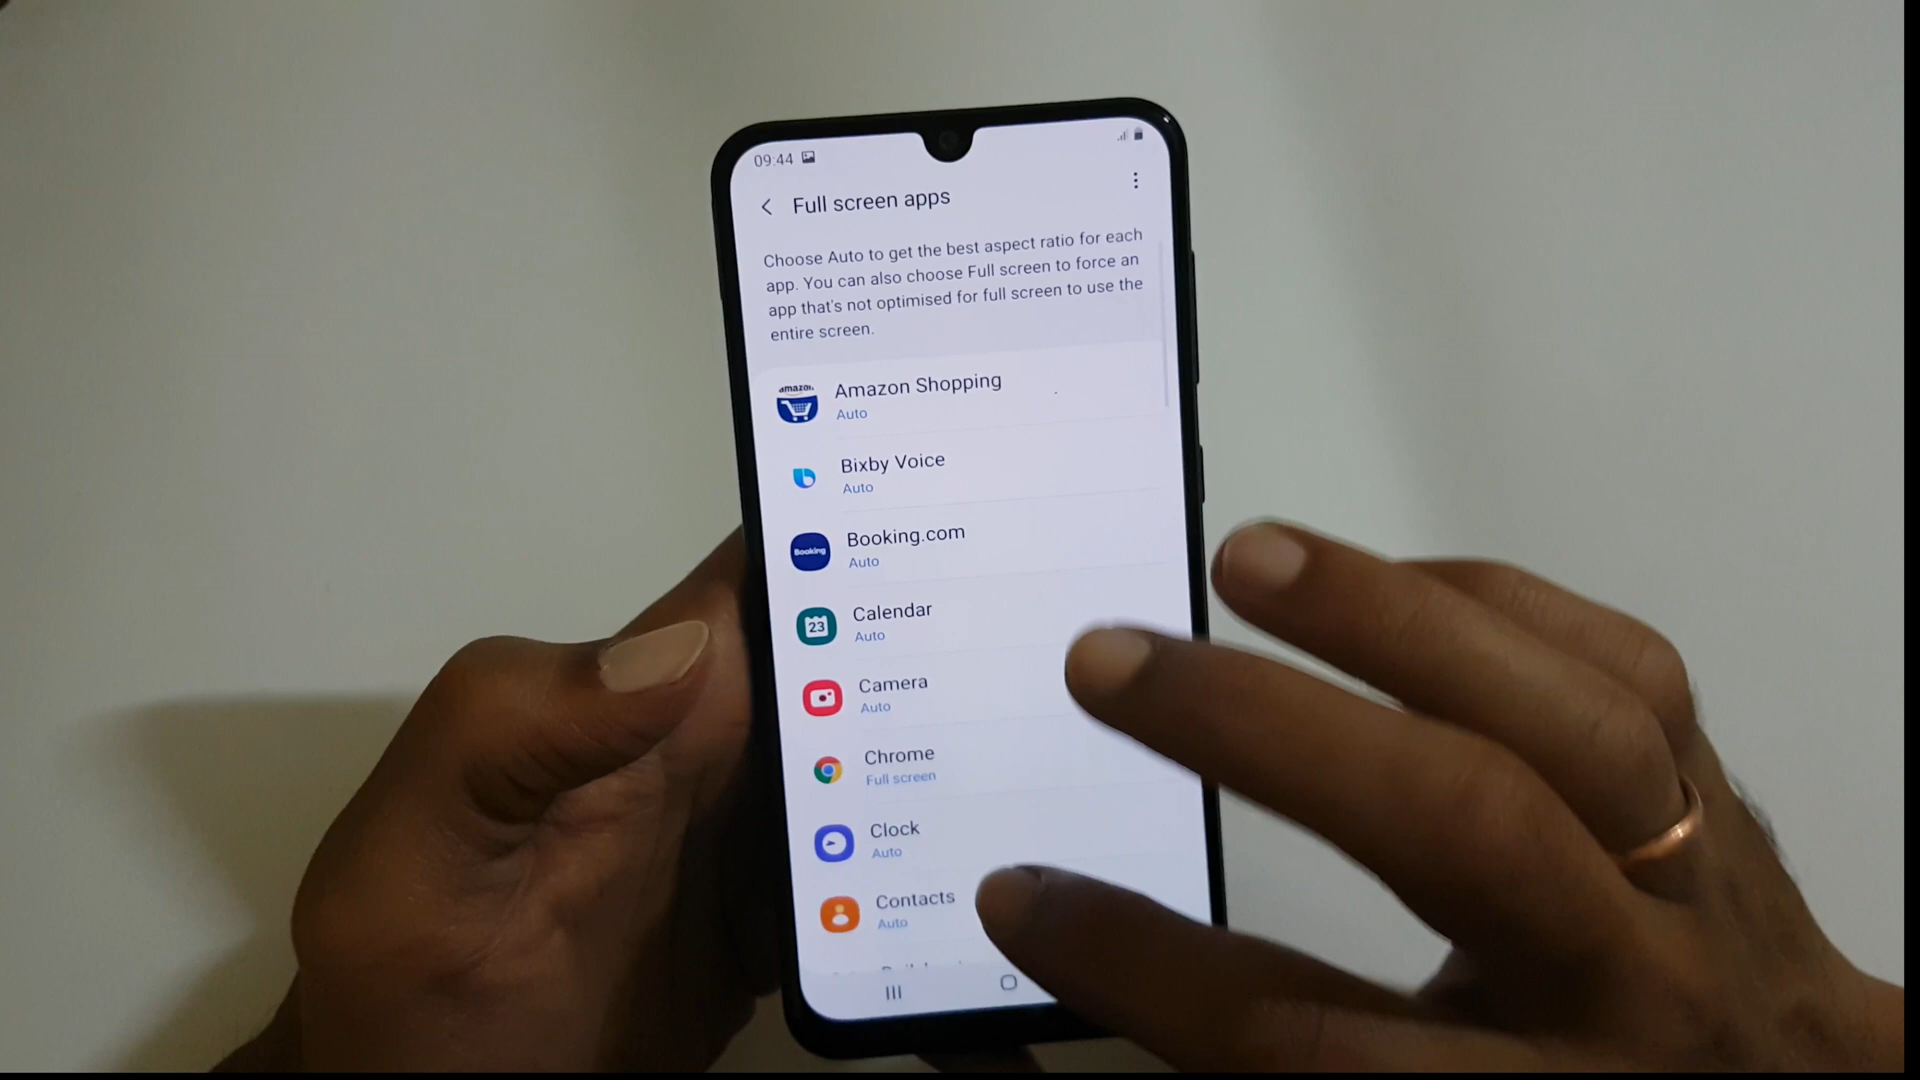 09:44
Full screen apps
Choose Auto to get the best aspect ratio for each
app. You can also choose Full screen to force an
app that's not optimised for full screen to use the
entire screen.
amazon
Amazon Shopping
Auto
Bixby Voice
Auto
Booking
Booking.com
Auto
23
Calendar
Auto
Camera
Auto
Chrome
Full screen
Clock
Auto
Contacts
Auto